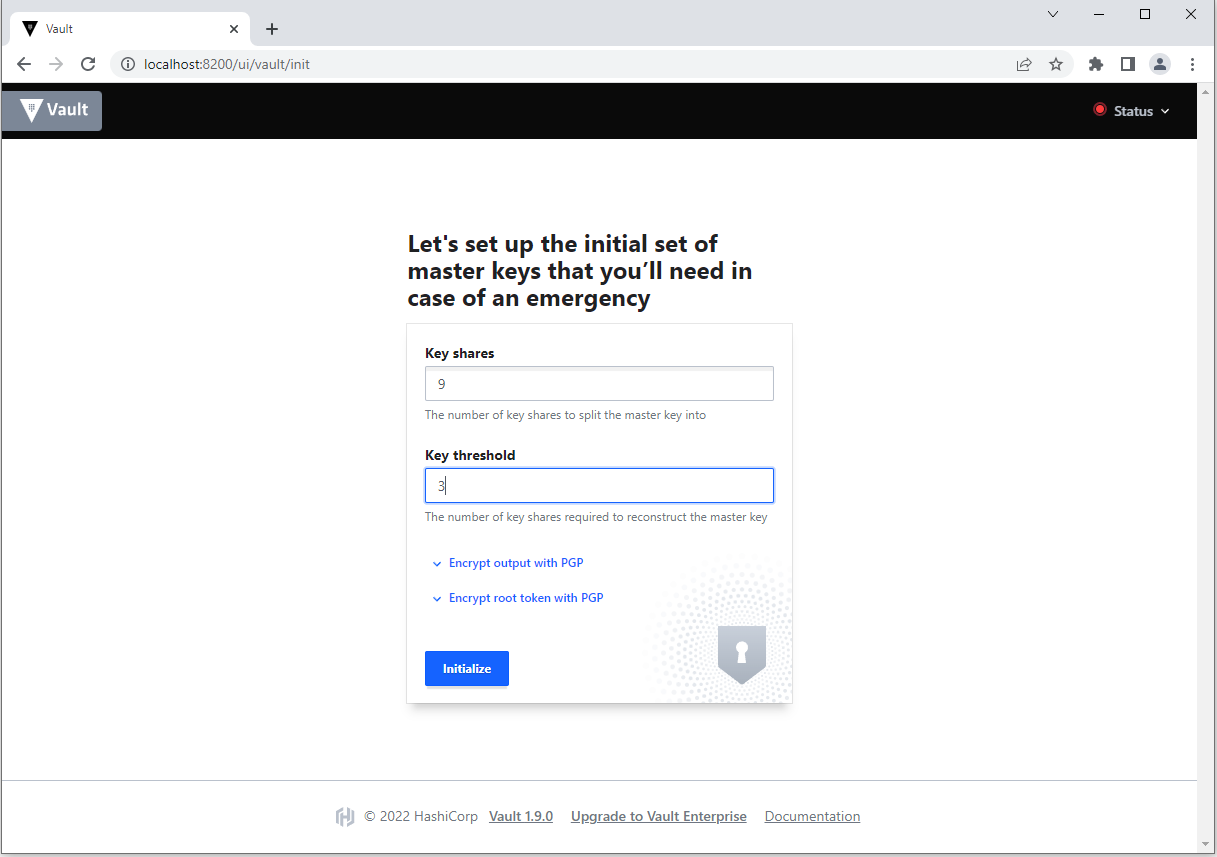 Vault
localhost:8200/ui/vault/init
Vault
Status
Let's set up the initial set of
master keys that you’ll need in
case of an emergency
Key shares
9
The number of key shares to split the master key into
Key threshold
3
The number of key shares required to reconstruct the master key
Encrypt output with PGP
Encrypt root token with PGP
Initialize
© 2022 HashiCorp Vault 1.9.0 Upgrade to Vault Enterprise Documentation